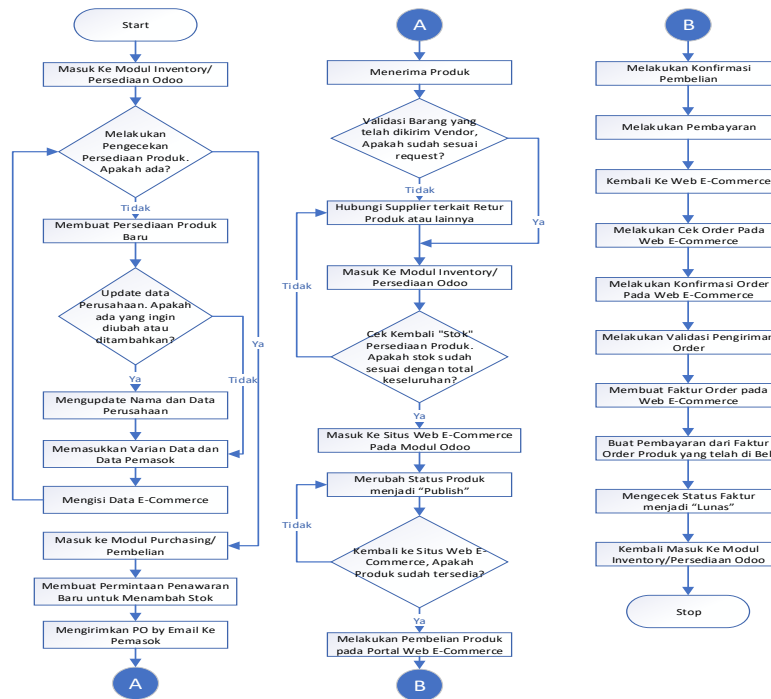 Start
Masuk Ke Modul Inventory/
Persediaan Odoo
Melakukan
Pengecekan
Persediaan Produk.
Apakah ada?
Tidak
Membuat Persediaan Produk
Baru
Update data
Perusahaan. Apakah
ada yang ingin
diubah atau
ditambahkan?
Ya
Tidak
Ya
Mengupdate Nama dan Data
Perusahaan
Memasukkan Varian Data dan
Data Pemasok
Mengisi Data E-Commerce
Masuk ke Modul Purchasing/
Pembelian
Membuat Permintaan Penawaran
Baru untuk Menambah Stok
Mengirimkan PO by Email Ke
Pemasok
A
A
Menerima Produk
Validasi Barang yang
telah dikirim Vendor,
Apakah sudah sesuai
request?
Tidak
Hubungi Supplier terkait Retur
Produk atau lainnya
Ya
Masuk Ke Modul Inventory/
Persediaan Odoo
Tidak
Cek Kembali "Stok"
Persediaan Produk.
Apakah stok sudah
sesuai dengan total
keseluruhan?
Ya
Masuk Ke Situs Web E-Commerce
Pada Modul Odoo
Merubah Status Produk
menjadi “Publish”
Tidak
Kembali ke Situs Web E-
Commerce, Apakah
Produk sudah tersedia?
Ya
Melakukan Pembelian Produk
pada Portal Web E-Commerce
B
B
Melakukan Konfirmasi
Pembelian
Melakukan Pembayaran
Kembali Ke Web E-Commerce
Melakukan Cek Order Pada
Web E-Commerce
Melakukan Konfirmasi Order
Pada Web E-Commerce
Melakukan Validasi Pengiriman
Order
Membuat Faktur Order pada
Web E-Commerce
Buat Pembayaran dari Faktur
Order Produk yang telah di Beli
Mengecek Status Faktur
menjadi “Lunas”
Kembali Masuk Ke Modul
Inventory/Persediaan Odoo
Stop